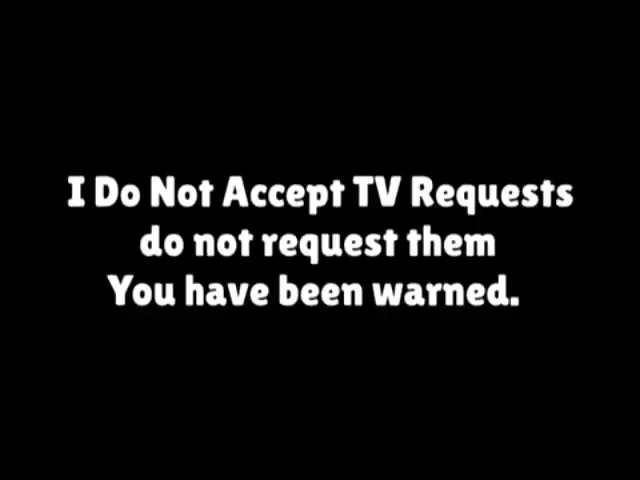 I Do Not Accept TV Requests
do not request them
You have been warned.